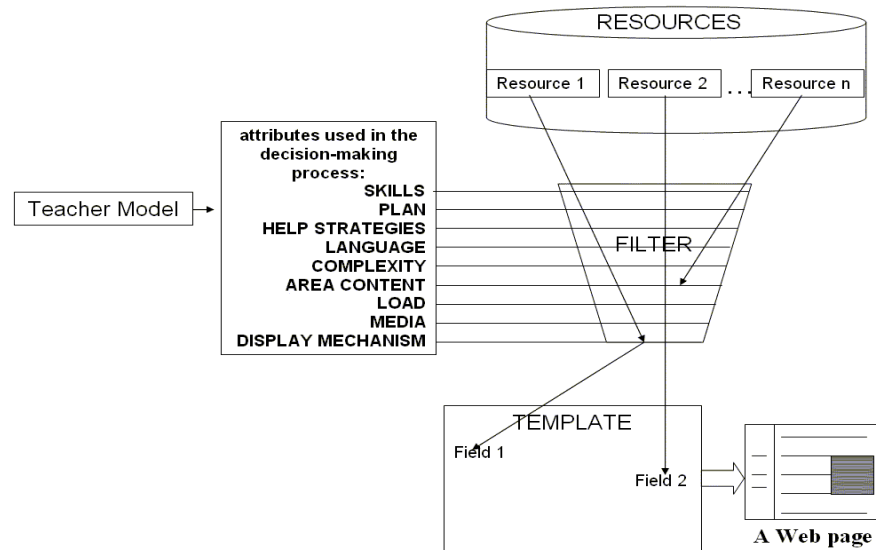 RESOURCES
Resource 1
Resource 2
...
Resource n
attributes used in the
decision-making
process:
SKILLS
PLAN
HELP STRATEGIES
LANGUAGE
COMPLEXITY
AREA CONTENT
LOAD
MEDIA
DISPLAY MECHANISM
Teacher Model
FILTER
TEMPLATE
Field 1
Field 2
A Web page